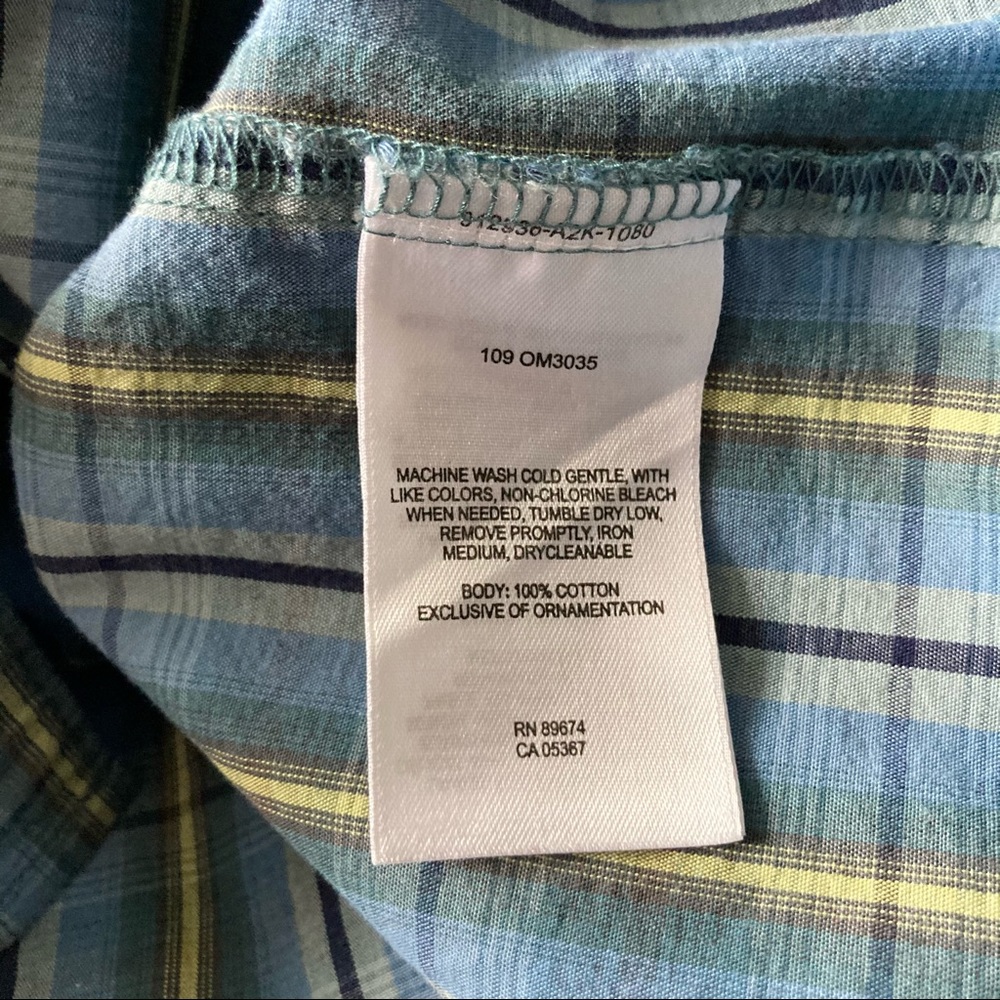 109 OM3035
MACHINE WASH COLD GENTLE, WITH
LIKE COLORS, NON-CHLORINE BLEACH
WHEN NEEDED, TUMBLE DRY LOW,
REMOVE PROMPTLY, IRON
MEDIUM, DRYCLEANABLE
BODY: 100% COTTON
EXCLUSIVE OF ORNAMENTATION
RN 89674
CA 05367